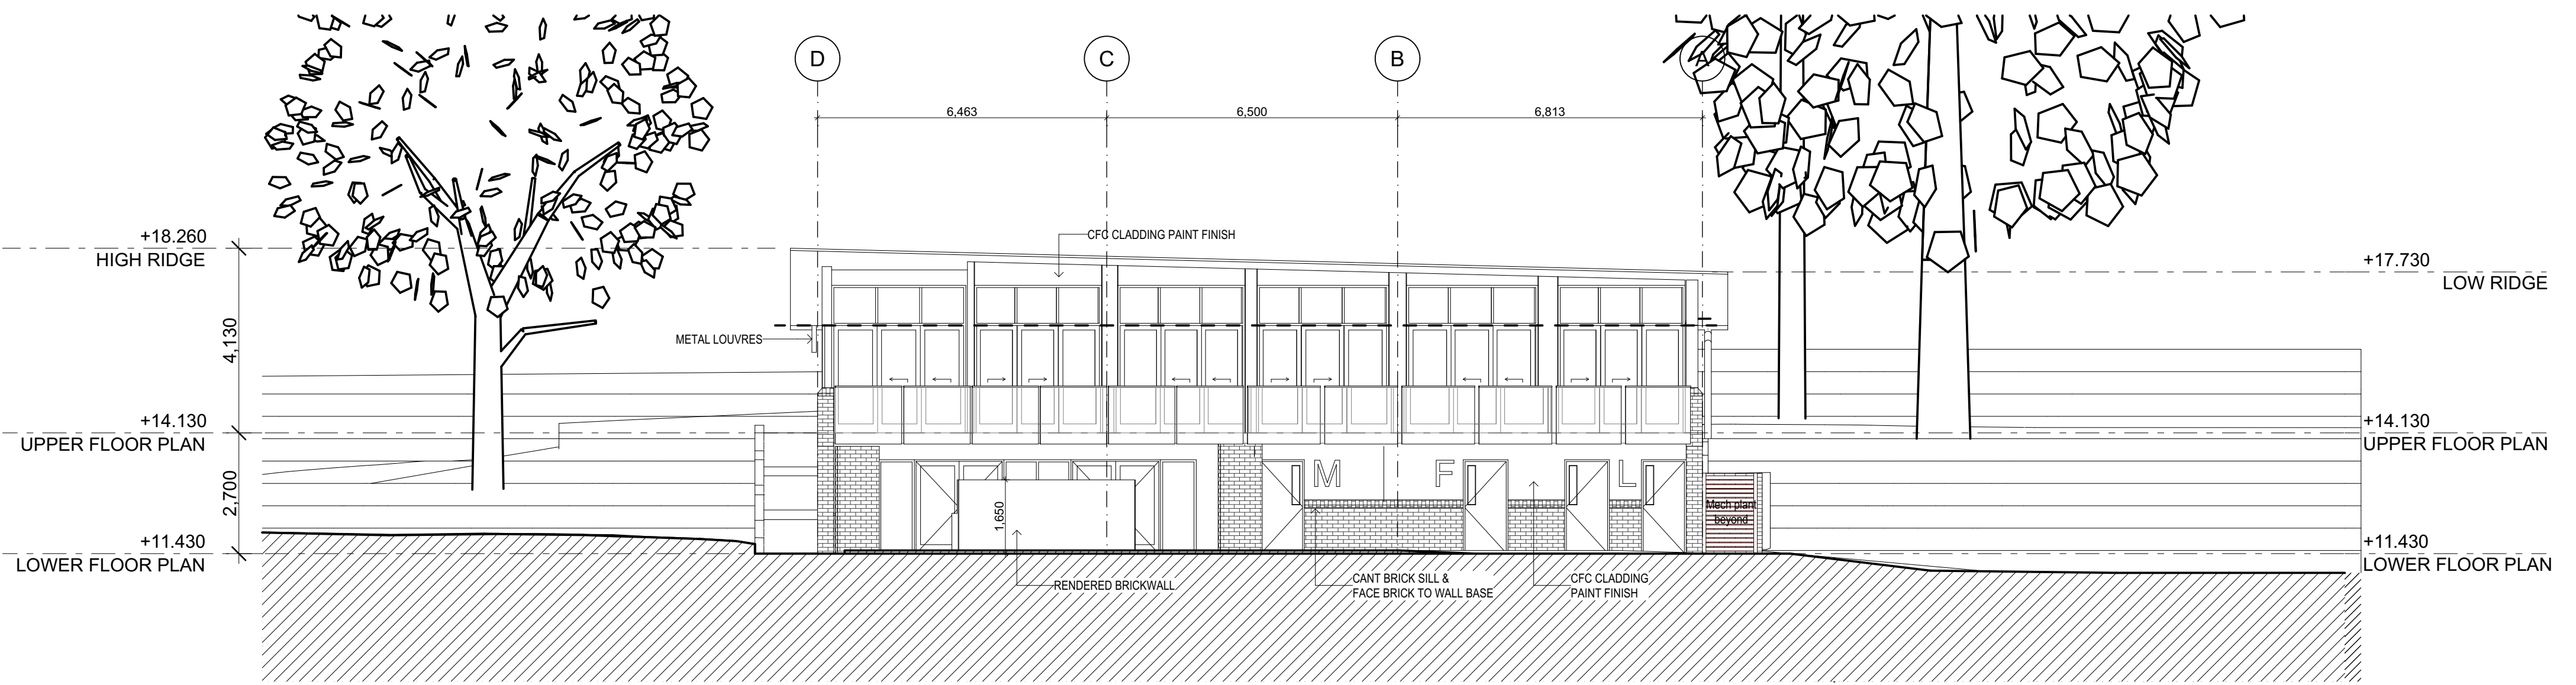 D
C
B
A
6,463
6,500
6,813
+18.260
HIGH RIDGE
CFC CLADDING PAINT FINISH
+17.730
LOW RIDGE
4,130
METAL LOUVRES
+14.130
UPPER FLOOR PLAN
+14.130
UPPER FLOOR PLAN
2,700
M
F
L
1,650
Mech plant
beyond
+11.430
LOWER FLOOR PLAN
+11.430
LOWER FLOOR PLAN
RENDERED BRICKWALL
CANT BRICK SILL &
FACE BRICK TO WALL BASE
CFC CLADDING
PAINT FINISH